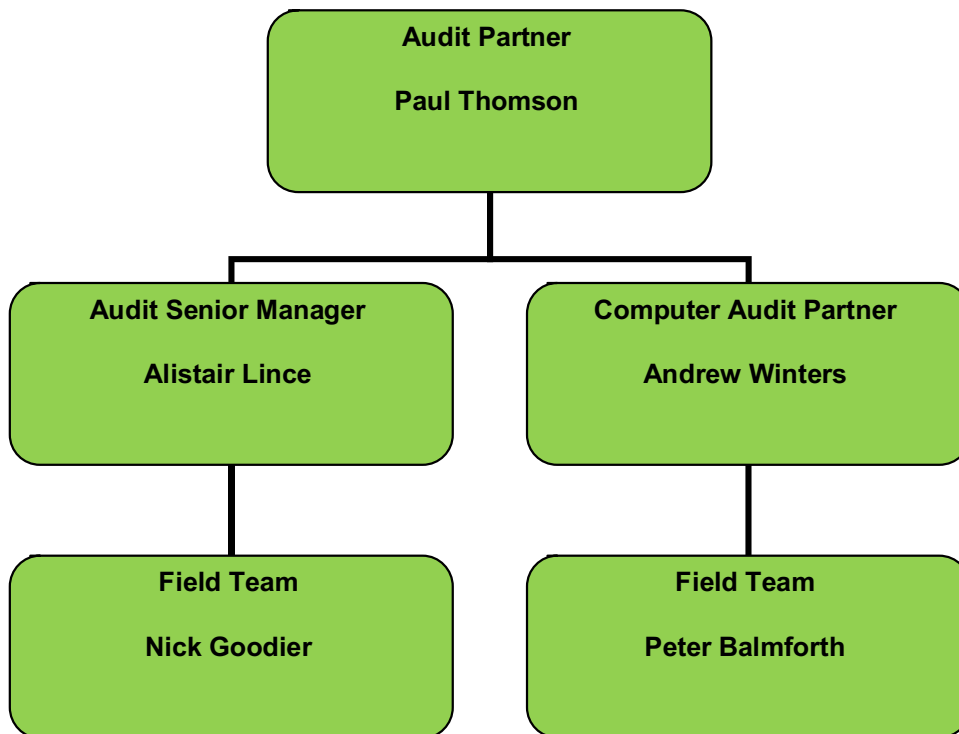 Audit Partner
Paul Thomson
Audit Senior Manager
Alistair Lince
Computer Audit Partner
Andrew Winters
Field Team
Nick Goodier
Field Team
Peter Balmforth